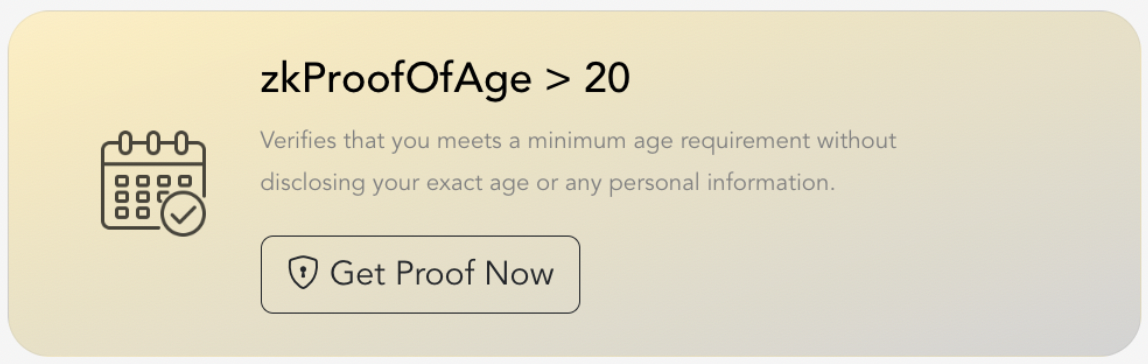 zkProofOfAge > 20
Verifies that you meets a minimum age requirement without
disclosing your exact age or any personal information.
Get Proof Now